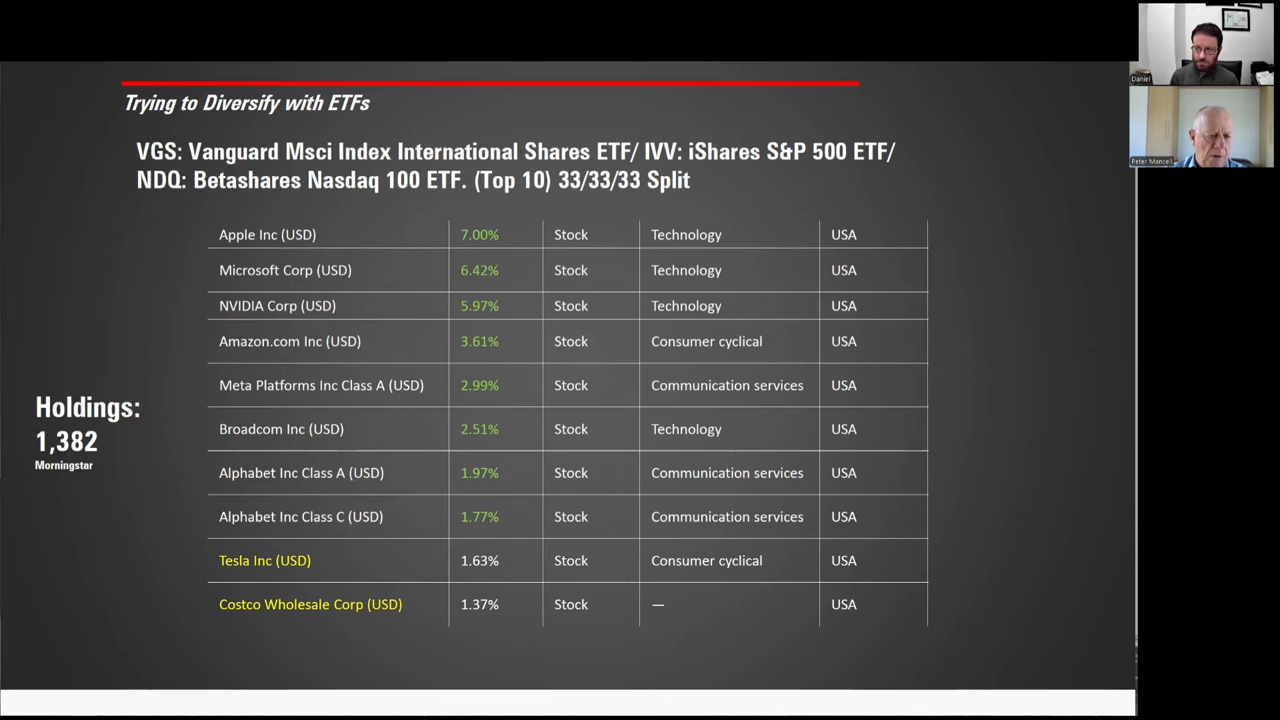 Trying to Diversify with ETFs
VGS: Vanguard Msci Index International Shares ETF/ IVV: iShares S&P 500 ETF/
NDQ: Betashares Nasdaq 100 ETF. (Top 10) 33/33/33 Split
Apple Inc (USD) 7.00% Stock Technology USA
Microsoft Corp (USD) 6.42% Stock Technology USA
NVIDIA Corp (USD) 5.97% Stock Technology USA
Amazon.com Inc (USD) 3.61% Stock Consumer cyclical USA
Meta Platforms Inc Class A (USD) 2.99% Stock Communication services USA
Broadcom Inc (USD) 2.51% Stock Technology USA
Alphabet Inc Class A (USD) 1.97% Stock Communication services USA
Alphabet Inc Class C (USD) 1.77% Stock Communication services USA
Tesla Inc (USD) 1.63% Stock Consumer cyclical USA
Costco Wholesale Corp (USD) 1.37% Stock — USA
Holdings:
1,382
Morningstar
Daniel
Peter Mancell